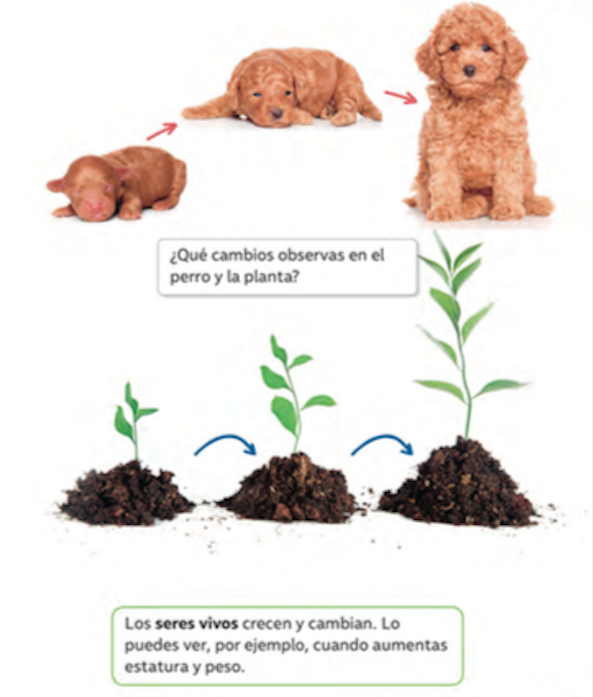 ¿Qué cambios observas en el
perro y la planta?
Los seres vivos crecen y cambian. Lo
puedes ver, por ejemplo, cuando aumentas
estatura y peso.